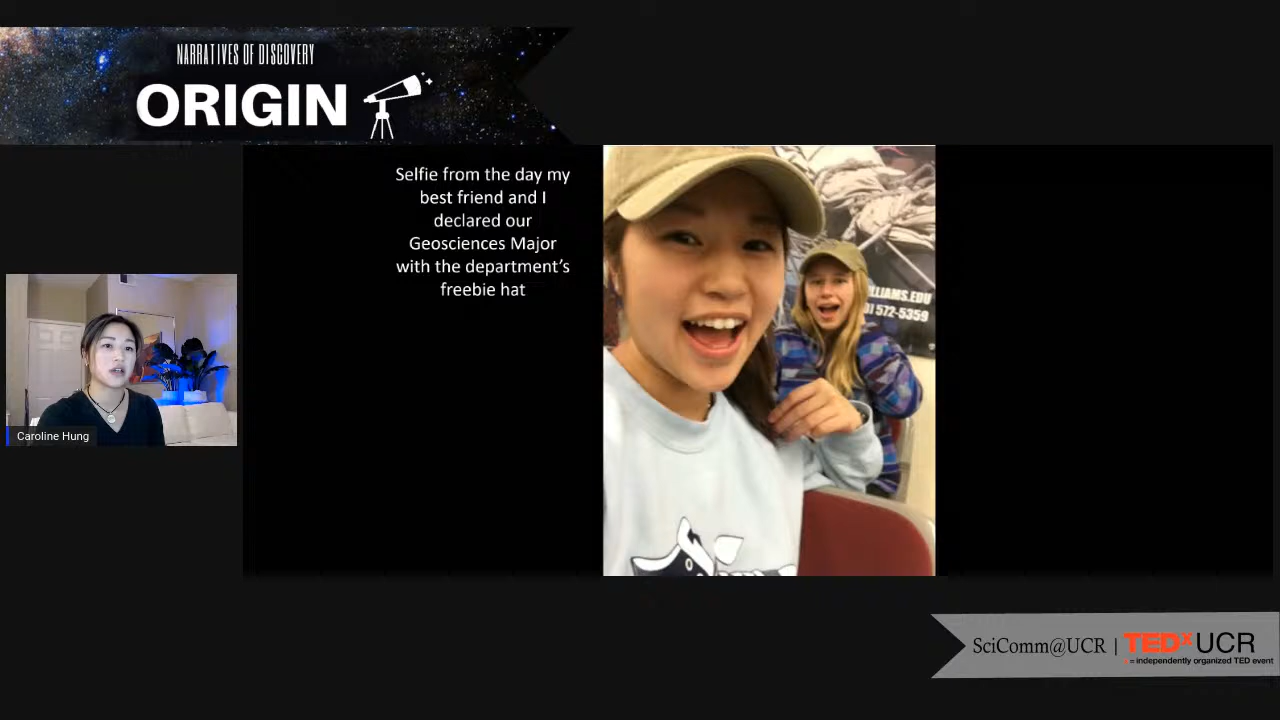 NARRATIVES OF DISCOVERY
ORIGIN
Selfie from the day my
best friend and I
declared our
Geosciences Major
with the department's
freebie hat
LLIAMS.EDU
) 572-5359
Caroline Hung
SciComm@UCR | TEDxUCR
x = independently organized TED event